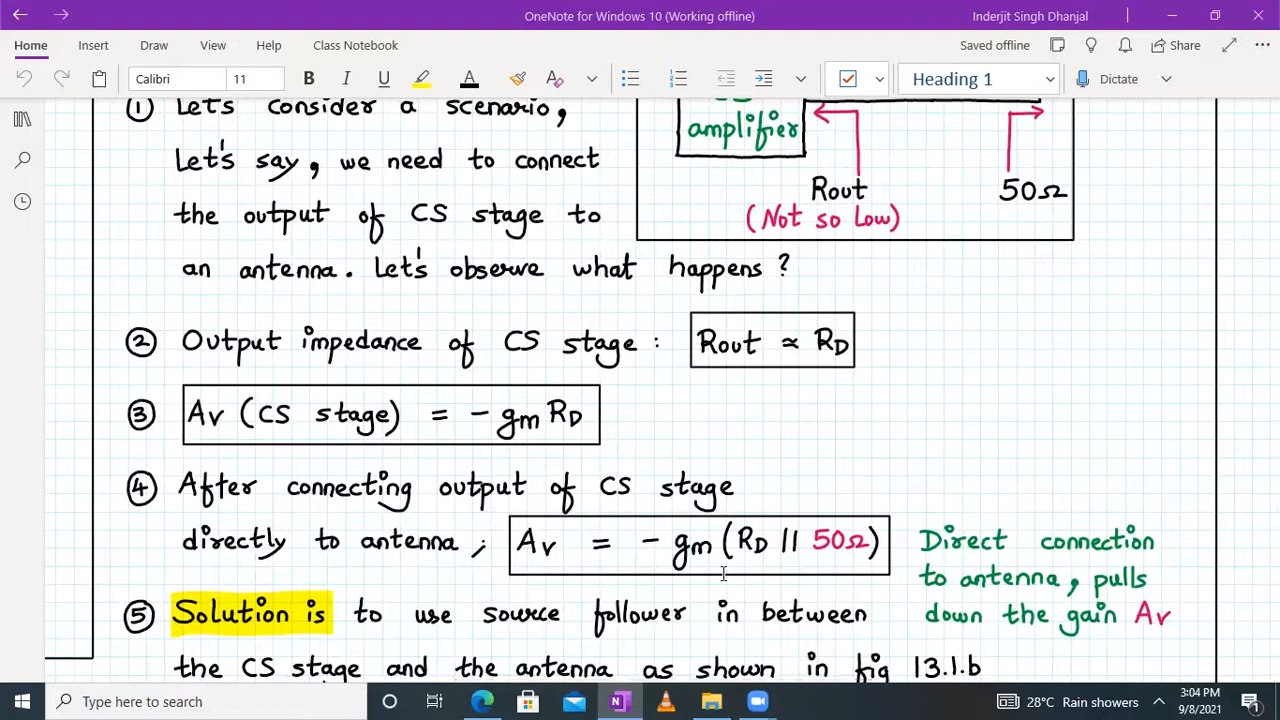 OneNote for Windows 10 (Working offline)
Inderjit Singh Dhanjal
Home Insert Draw View Help Class Notebook
Saved offline
Share
Calibri 11 B I U A
Heading 1
Dictate
① Let's consider a scenario,
Let's say, we need to connect
the output of CS stage to
an antenna. Let's observe what happens?
amplifier
Rout
(Not so Low)
50Ω
② Output impedance of CS stage : Rout ≈ RD
③ Av (CS stage) = - gm RD
④ After connecting output of CS stage
directly to antenna ; Av = - gm (RD || 50Ω)
Direct connection
to antenna, pulls
down the gain Av
⑤ Solution is to use source follower in between
the CS stage and the antenna as shown in fig 13.1.b
Type here to search
28°C Rain showers
3:04 PM
9/8/2021